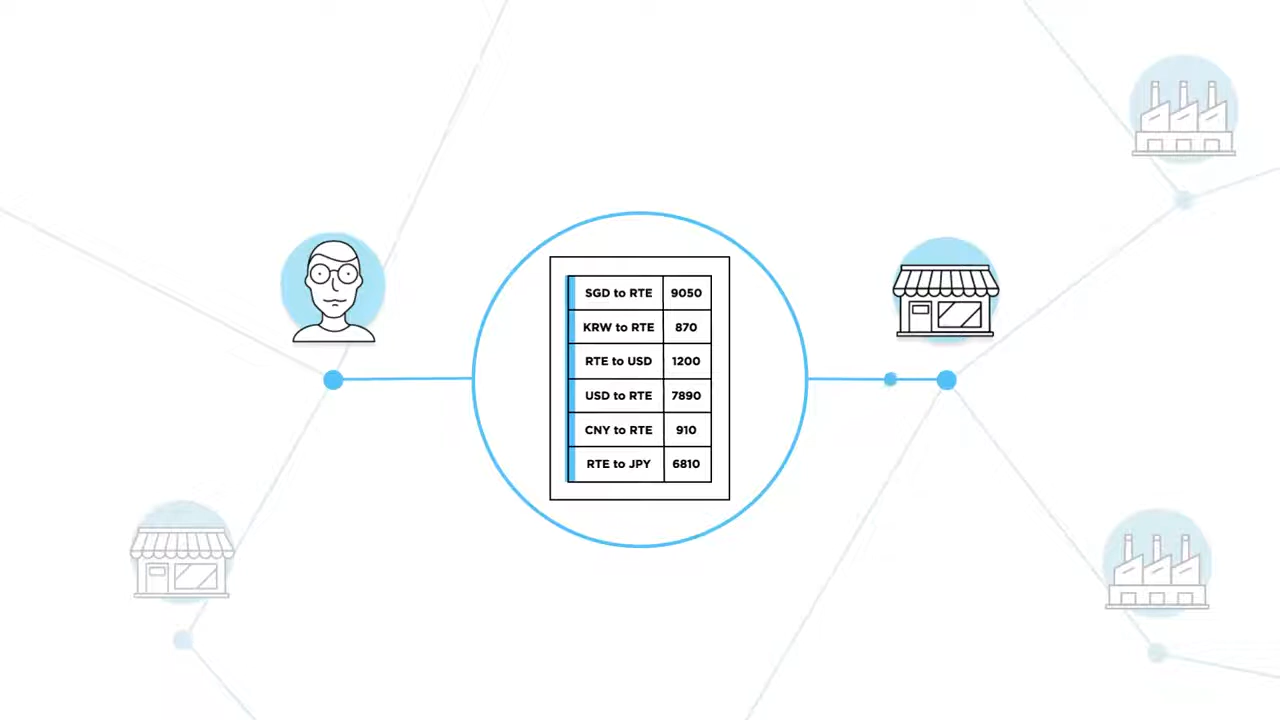 SGD to RTE 9050
KRW to RTE 870
RTE to USD 1200
USD to RTE 7890
CNY to RTE 910
RTE to JPY 6810